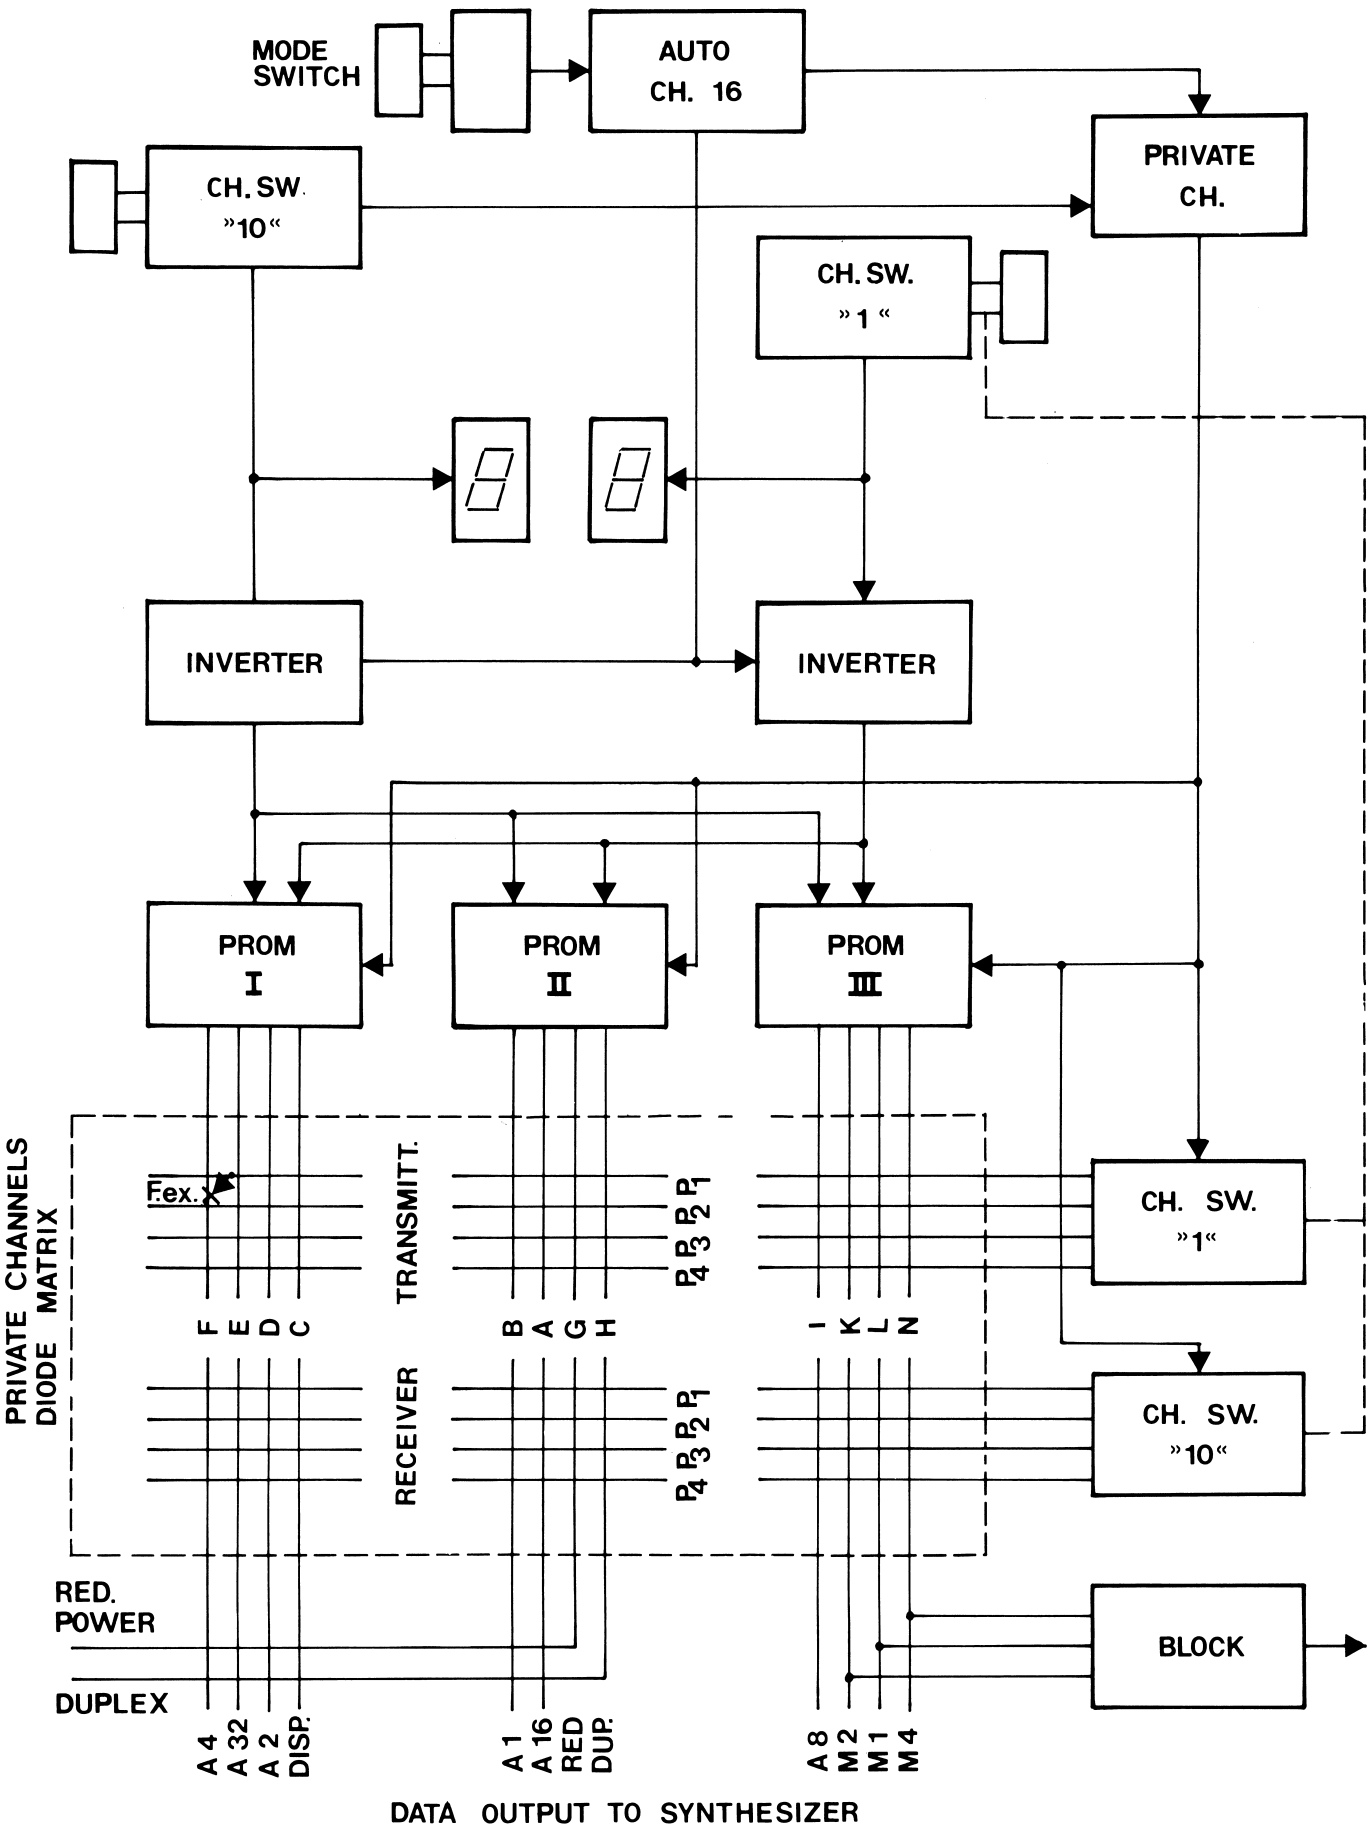 MODE
SWITCH
AUTO
CH. 16
PRIVATE
CH.
CH. SW.
»10«
CH. SW.
»1«
INVERTER
INVERTER
PROM
I
PROM
II
PROM
III
PRIVATE CHANNELS
DIODE MATRIX
F.ex.
TRANSMITT.
P1
P2
P3
P4
CH. SW.
»1«
F
E
D
C
B
A
G
H
I
K
L
N
RECEIVER
P1
P2
P3
P4
CH. SW.
»10«
RED.
POWER
DUPLEX
BLOCK
A 4
A 32
A 2
DISP.
A 1
A 16
RED
DUP.
A 8
M 2
M 1
M 4
DATA OUTPUT TO SYNTHESIZER